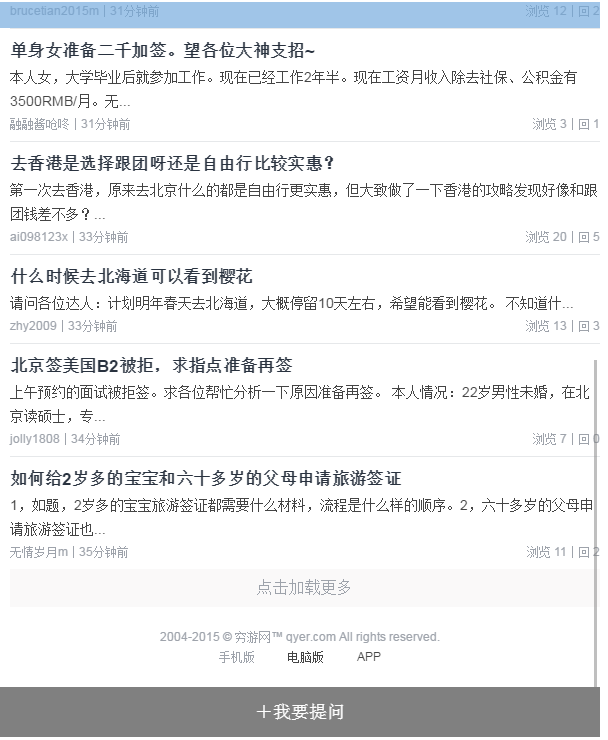 brucetian2015m | 31分钟前 浏览 12 | 回 2
单身女准备二千加签。望各位大神支招~
本人女，大学毕业后就参加工作。现在已经工作2年半。现在工资月收入除去社保、公积金有
3500RMB/月。无...
融融酱呛咚 | 31分钟前 浏览 3 | 回 1
去香港是选择跟团呀还是自由行比较实惠？
第一次去香港，原来去北京什么的都是自由行更实惠，但大致做了一下香港的攻略发现好像和跟
团钱差不多？...
ai098123x | 33分钟前 浏览 20 | 回 5
什么时候去北海道可以看到樱花
请问各位达人：计划明年春天去北海道，大概停留10天左右，希望能看到樱花。 不知道什...
zhy2009 | 33分钟前 浏览 13 | 回 3
北京签美国B2被拒，求指点准备再签
上午预约的面试被拒签。求各位帮忙分析一下原因准备再签。 本人情况：22岁男性未婚，在北
京读硕士，专...
jolly1808 | 34分钟前 浏览 7 | 回 0
如何给2岁多的宝宝和六十多岁的父母申请旅游签证
1，如题，2岁多的宝宝旅游签证都需要什么材料，流程是什么样的顺序。2，六十多岁的父母申
请旅游签证也...
无情岁月m | 35分钟前 浏览 11 | 回 2
点击加载更多
2004-2015 © 穷游网™ qyer.com All rights reserved.
手机版 电脑版 APP
＋我要提问